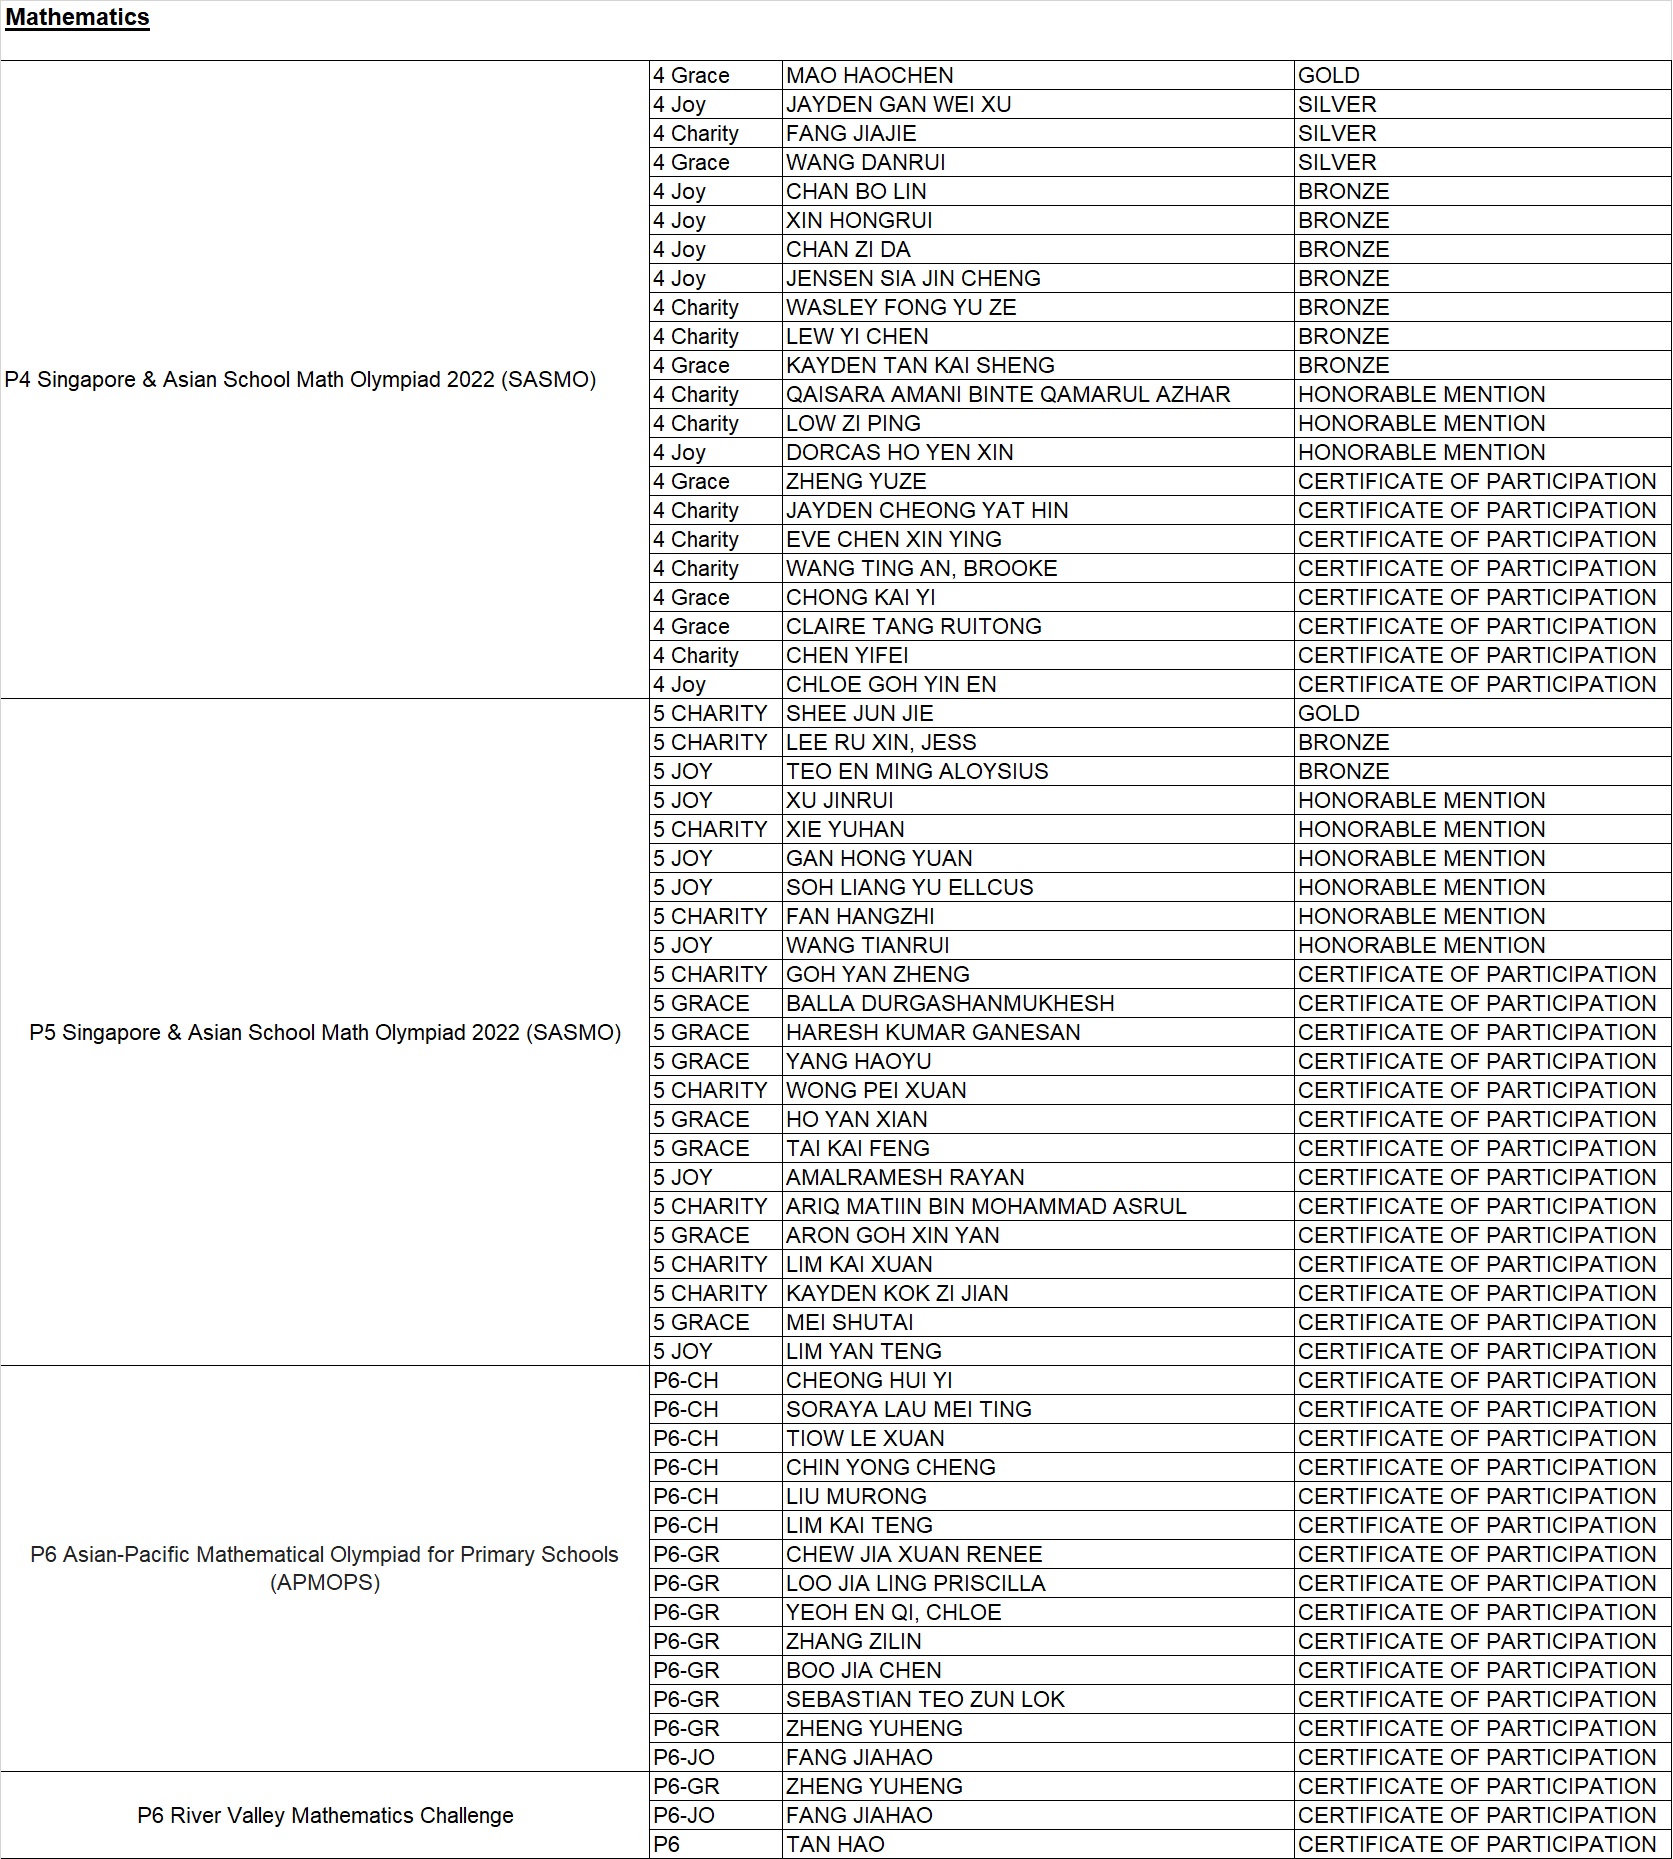 Mathematics
P4 Singapore & Asian School Math Olympiad 2022 (SASMO)
4 Grace MAO HAOCHEN GOLD
4 Joy JAYDEN GAN WEI XU SILVER
4 Charity FANG JIAJIE SILVER
4 Grace WANG DANRUI SILVER
4 Joy CHAN BO LIN BRONZE
4 Joy XIN HONGRUI BRONZE
4 Joy CHAN ZI DA BRONZE
4 Joy JENSEN SIA JIN CHENG BRONZE
4 Charity WASLEY FONG YU ZE BRONZE
4 Charity LEW YI CHEN BRONZE
4 Grace KAYDEN TAN KAI SHENG BRONZE
4 Charity QAISARA AMANI BINTE QAMARUL AZHAR HONORABLE MENTION
4 Charity LOW ZI PING HONORABLE MENTION
4 Joy DORCAS HO YEN XIN HONORABLE MENTION
4 Grace ZHENG YUZE CERTIFICATE OF PARTICIPATION
4 Charity JAYDEN CHEONG YAT HIN CERTIFICATE OF PARTICIPATION
4 Charity EVE CHEN XIN YING CERTIFICATE OF PARTICIPATION
4 Charity WANG TING AN, BROOKE CERTIFICATE OF PARTICIPATION
4 Grace CHONG KAI YI CERTIFICATE OF PARTICIPATION
4 Grace CLAIRE TANG RUITONG CERTIFICATE OF PARTICIPATION
4 Charity CHEN YIFEI CERTIFICATE OF PARTICIPATION
4 Joy CHLOE GOH YIN EN CERTIFICATE OF PARTICIPATION
P5 Singapore & Asian School Math Olympiad 2022 (SASMO)
5 CHARITY SHEE JUN JIE GOLD
5 CHARITY LEE RU XIN, JESS BRONZE
5 JOY TEO EN MING ALOYSIUS BRONZE
5 JOY XU JINRUI HONORABLE MENTION
5 CHARITY XIE YUHAN HONORABLE MENTION
5 JOY GAN HONG YUAN HONORABLE MENTION
5 JOY SOH LIANG YU ELLCUS HONORABLE MENTION
5 CHARITY FAN HANGZHI HONORABLE MENTION
5 JOY WANG TIANRUI HONORABLE MENTION
5 CHARITY GOH YAN ZHENG CERTIFICATE OF PARTICIPATION
5 GRACE BALLA DURGASHANMUKHESH CERTIFICATE OF PARTICIPATION
5 GRACE HARESH KUMAR GANESAN CERTIFICATE OF PARTICIPATION
5 GRACE YANG HAOYU CERTIFICATE OF PARTICIPATION
5 CHARITY WONG PEI XUAN CERTIFICATE OF PARTICIPATION
5 GRACE HO YAN XIAN CERTIFICATE OF PARTICIPATION
5 GRACE TAI KAI FENG CERTIFICATE OF PARTICIPATION
5 JOY AMALRAMESH RAYAN CERTIFICATE OF PARTICIPATION
5 CHARITY ARIQ MATIIN BIN MOHAMMAD ASRUL CERTIFICATE OF PARTICIPATION
5 GRACE ARON GOH XIN YAN CERTIFICATE OF PARTICIPATION
5 CHARITY LIM KAI XUAN CERTIFICATE OF PARTICIPATION
5 CHARITY KAYDEN KOK ZI JIAN CERTIFICATE OF PARTICIPATION
5 GRACE MEI SHUTAI CERTIFICATE OF PARTICIPATION
5 JOY LIM YAN TENG CERTIFICATE OF PARTICIPATION
P6 Asian-Pacific Mathematical Olympiad for Primary Schools
(APMOPS)
P6-CH CHEONG HUI YI CERTIFICATE OF PARTICIPATION
P6-CH SORAYA LAU MEI TING CERTIFICATE OF PARTICIPATION
P6-CH TIOW LE XUAN CERTIFICATE OF PARTICIPATION
P6-CH CHIN YONG CHENG CERTIFICATE OF PARTICIPATION
P6-CH LIU MURONG CERTIFICATE OF PARTICIPATION
P6-CH LIM KAI TENG CERTIFICATE OF PARTICIPATION
P6-GR CHEW JIA XUAN RENEE CERTIFICATE OF PARTICIPATION
P6-GR LOO JIA LING PRISCILLA CERTIFICATE OF PARTICIPATION
P6-GR YEOH EN QI, CHLOE CERTIFICATE OF PARTICIPATION
P6-GR ZHANG ZILIN CERTIFICATE OF PARTICIPATION
P6-GR BOO JIA CHEN CERTIFICATE OF PARTICIPATION
P6-GR SEBASTIAN TEO ZUN LOK CERTIFICATE OF PARTICIPATION
P6-GR ZHENG YUHENG CERTIFICATE OF PARTICIPATION
P6-JO FANG JIAHAO CERTIFICATE OF PARTICIPATION
P6 River Valley Mathematics Challenge
P6-GR ZHENG YUHENG CERTIFICATE OF PARTICIPATION
P6-JO FANG JIAHAO CERTIFICATE OF PARTICIPATION
P6 TAN HAO CERTIFICATE OF PARTICIPATION